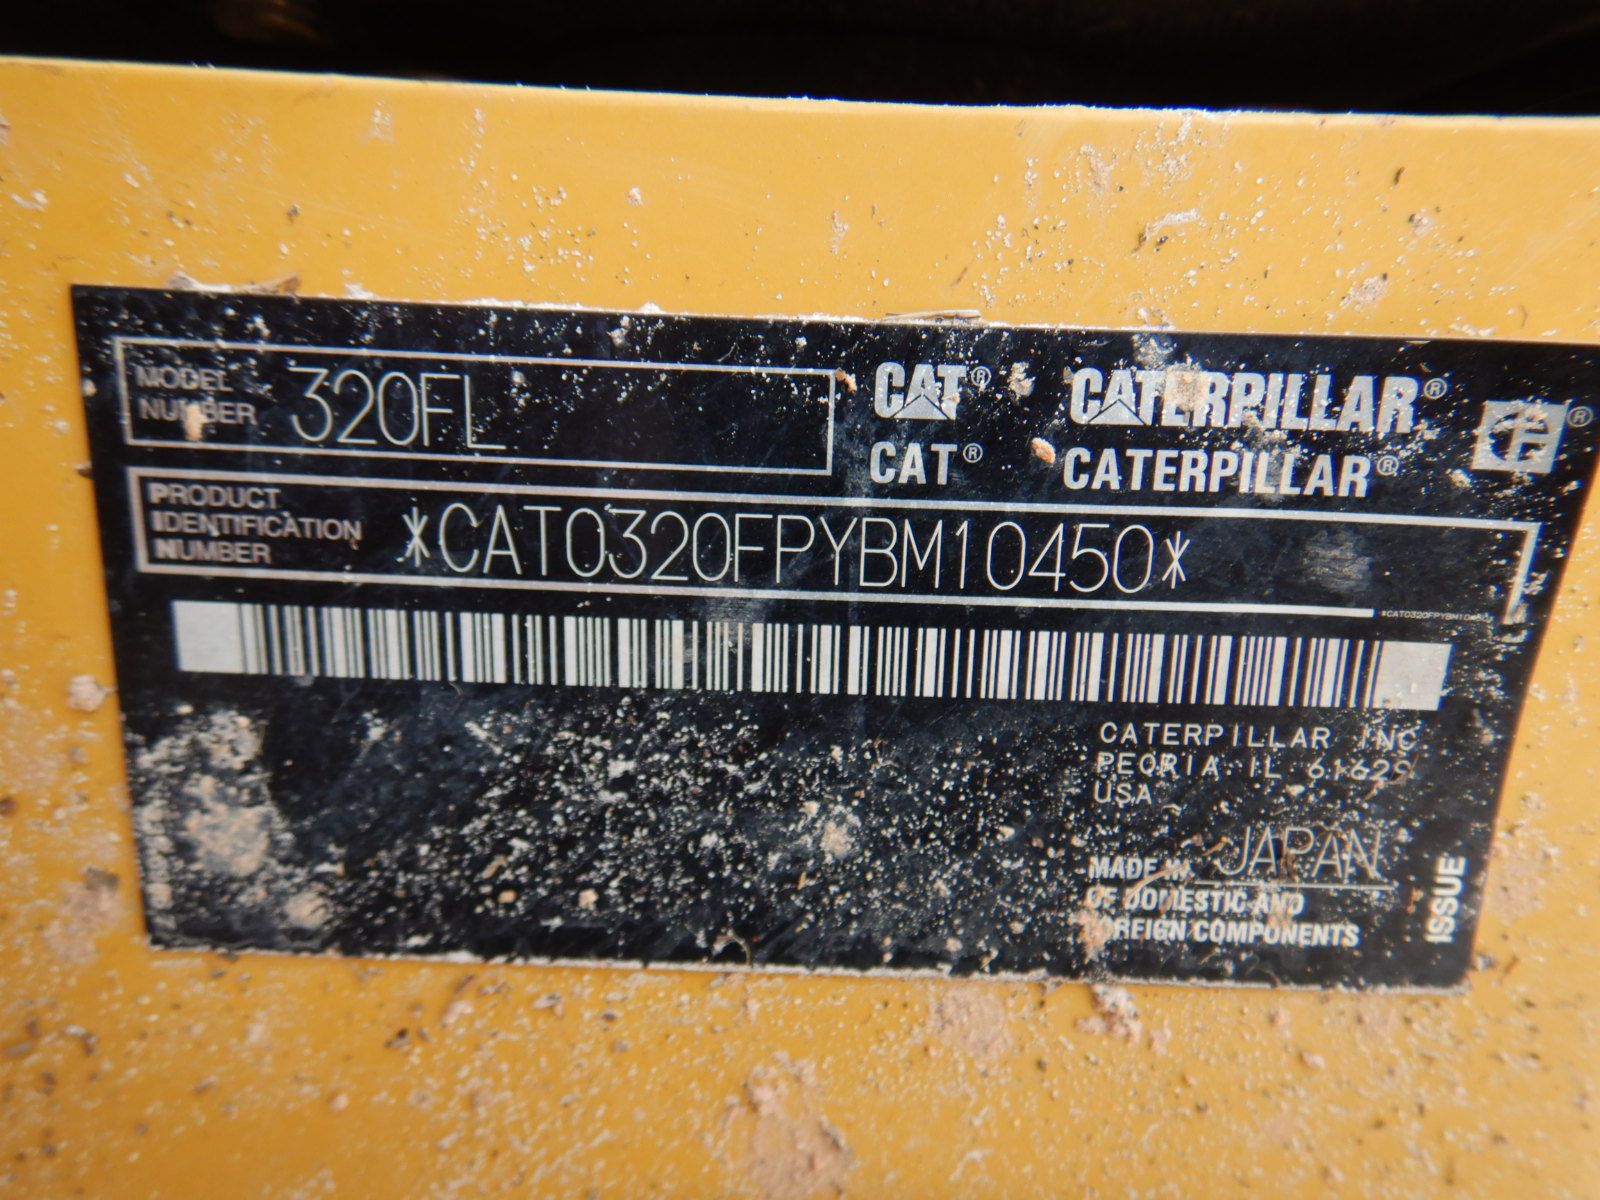 MODEL NUMBER 320FL
CAT® CATERPILLAR®
CAT® CATERPILLAR®
PRODUCT IDENTIFICATION NUMBER *CAT0320FPYBM10450*
*CAT0320FPYBM10450*
CATERPILLAR INC.
PEORIA, IL 61629
USA
MADE IN JAPAN
OF DOMESTIC AND
FOREIGN COMPONENTS
ISSUE